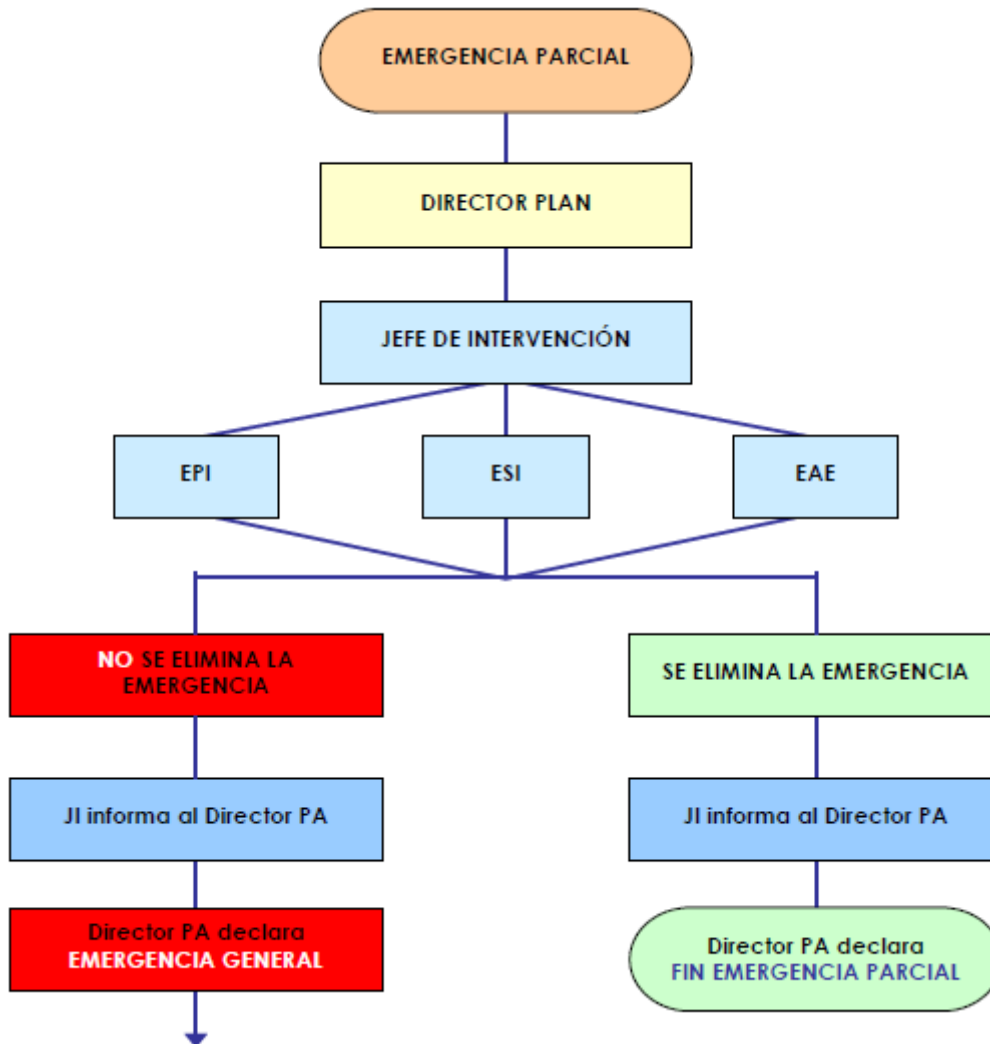 EMERGENCIA PARCIAL
DIRECTOR PLAN
JEFE DE INTERVENCIÓN
EPI
ESI
EAE
NO SE ELIMINA LA
EMERGENCIA
SE ELIMINA LA EMERGENCIA
JI informa al Director PA
JI informa al Director PA
Director PA declara
EMERGENCIA GENERAL
Director PA declara
FIN EMERGENCIA PARCIAL